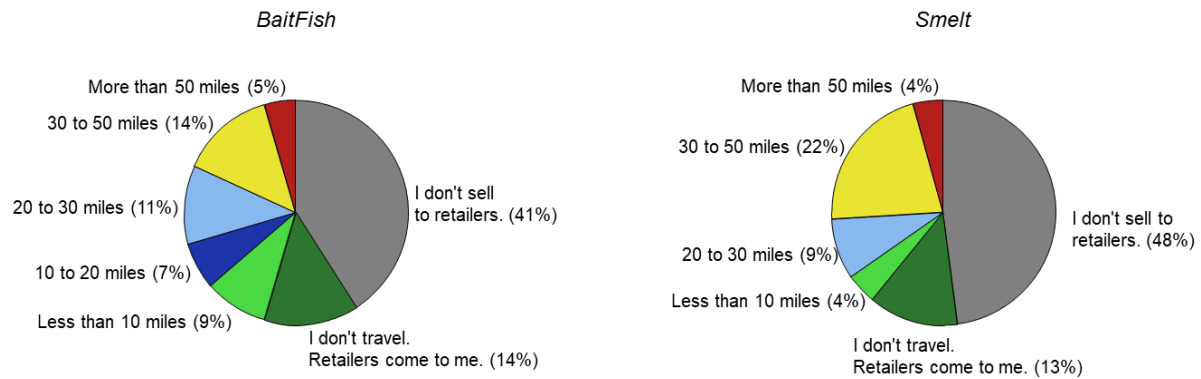 BaitFish
More than 50 miles (5%)
30 to 50 miles (14%)
20 to 30 miles (11%)
10 to 20 miles (7%)
Less than 10 miles (9%)
I don't travel.
Retailers come to me. (14%)
I don't sell
to retailers. (41%)
Smelt
More than 50 miles (4%)
30 to 50 miles (22%)
20 to 30 miles (9%)
Less than 10 miles (4%)
I don't travel.
Retailers come to me. (13%)
I don't sell to
retailers. (48%)